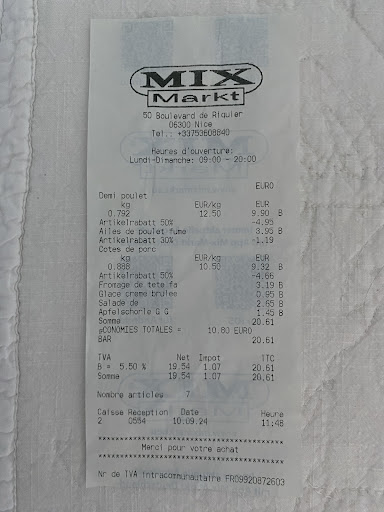 MIX
Markt
50 Boulevard de Riquier
06300 Nice
Tel.: +33753608840
Heures d'ouverture:
Lundi-Dimanche: 09:00 - 20:00
EURO
Demi poulet
kg EUR/kg EUR
0.792 12.50 9.90 B
Artikelrabatt 50% -4.95
Ailes de poulet fume 3.95 B
Artikelrabatt 30% -1.19
Cotes de porc
kg EUR/kg EUR
0.888 10.50 9.32 B
Artikelrabatt 50% -4.66
Fromage de tete fa 3.19 B
Glace creme brulee 0.95 B
Salade de 2.65 B
Apfelschorle G G 1.45 B
Somme 20.61
CONOMIES TOTALES = 10.80 EURO
BAR 20.61
TVA Net Impot TTC
B = 5.50 % 19.54 1.07 20.61
Somme 19.54 1.07 20.61
Nombre articles 7
Caisse Reception Date Heure
2 0554 10.09.24 11:48
Merci pour votre achat
Nr de TVA intracommunautaire FR09920872603